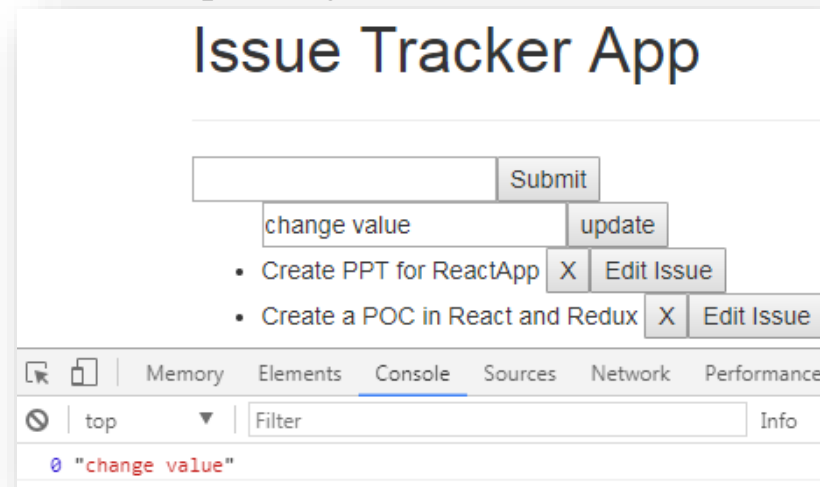 Issue Tracker App
Submit
change value update
Create PPT for ReactApp X Edit Issue
Create a POC in React and Redux X Edit Issue
Memory Elements Console Sources Network Performance
top Filter Info
0 "change value"